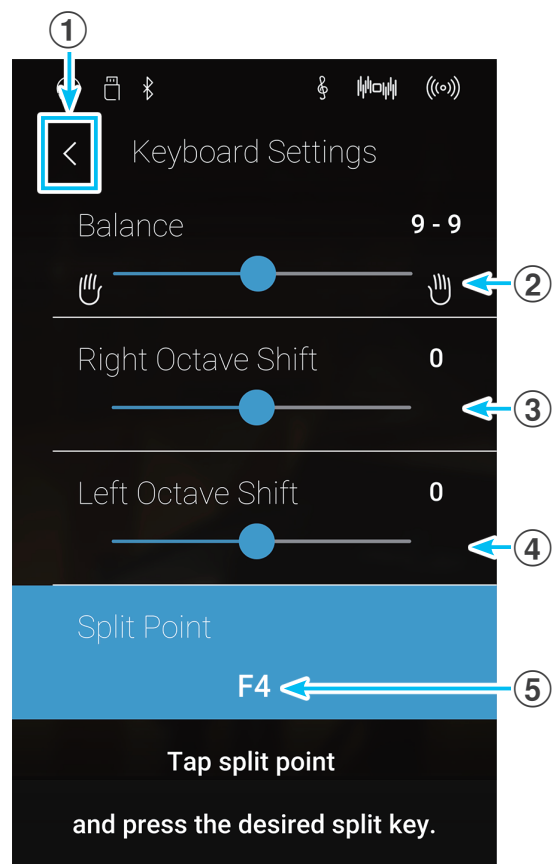 1
Keyboard Settings
Balance 9 - 9
2
Right Octave Shift 0
3
Left Octave Shift 0
4
Split Point
F4
5
Tap split point
and press the desired split key.